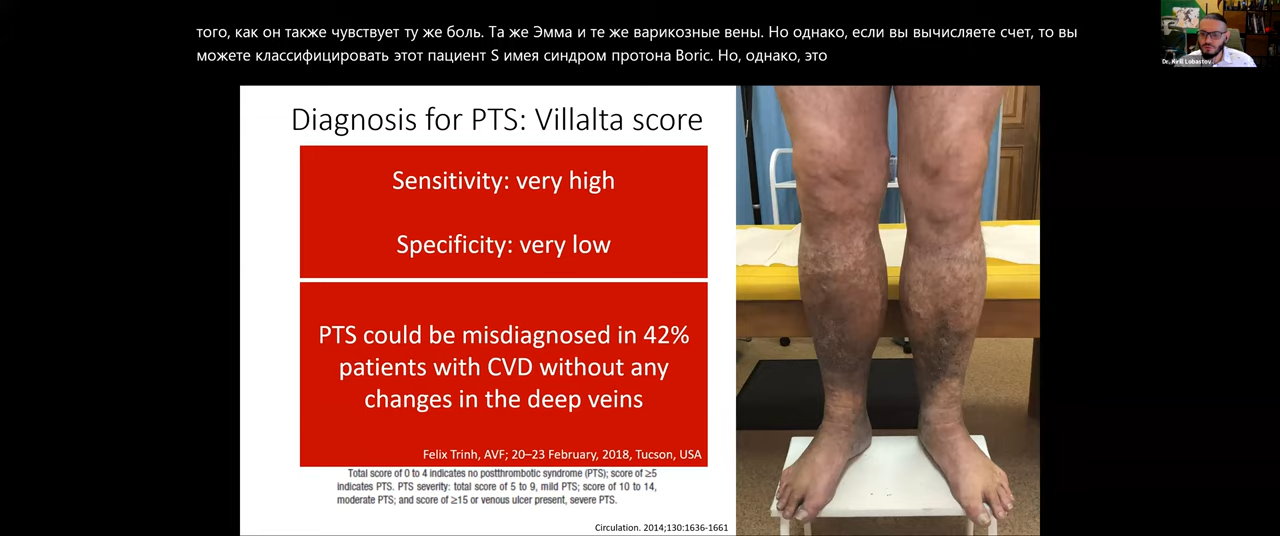 того, как он также чувствует ту же боль. Та же Эмма и те же варикозные вены. Но однако, если вы вычисляете счет, то вы
можете классифицировать этот пациент S имея синдром протона Boric. Но, однако, это
Dr. Kirill Lobastov
Diagnosis for PTS: Villalta score
Sensitivity: very high
Specificity: very low
PTS could be misdiagnosed in 42%
patients with CVD without any
changes in the deep veins
Felix Trinh, AVF; 20–23 February, 2018, Tucson, USA
Total score of 0 to 4 indicates no postthrombotic syndrome (PTS); score of ≥5
indicates PTS. PTS severity: total score of 5 to 9, mild PTS; score of 10 to 14,
moderate PTS; and score of ≥15 or venous ulcer present, severe PTS.
Circulation. 2014;130:1636-1661